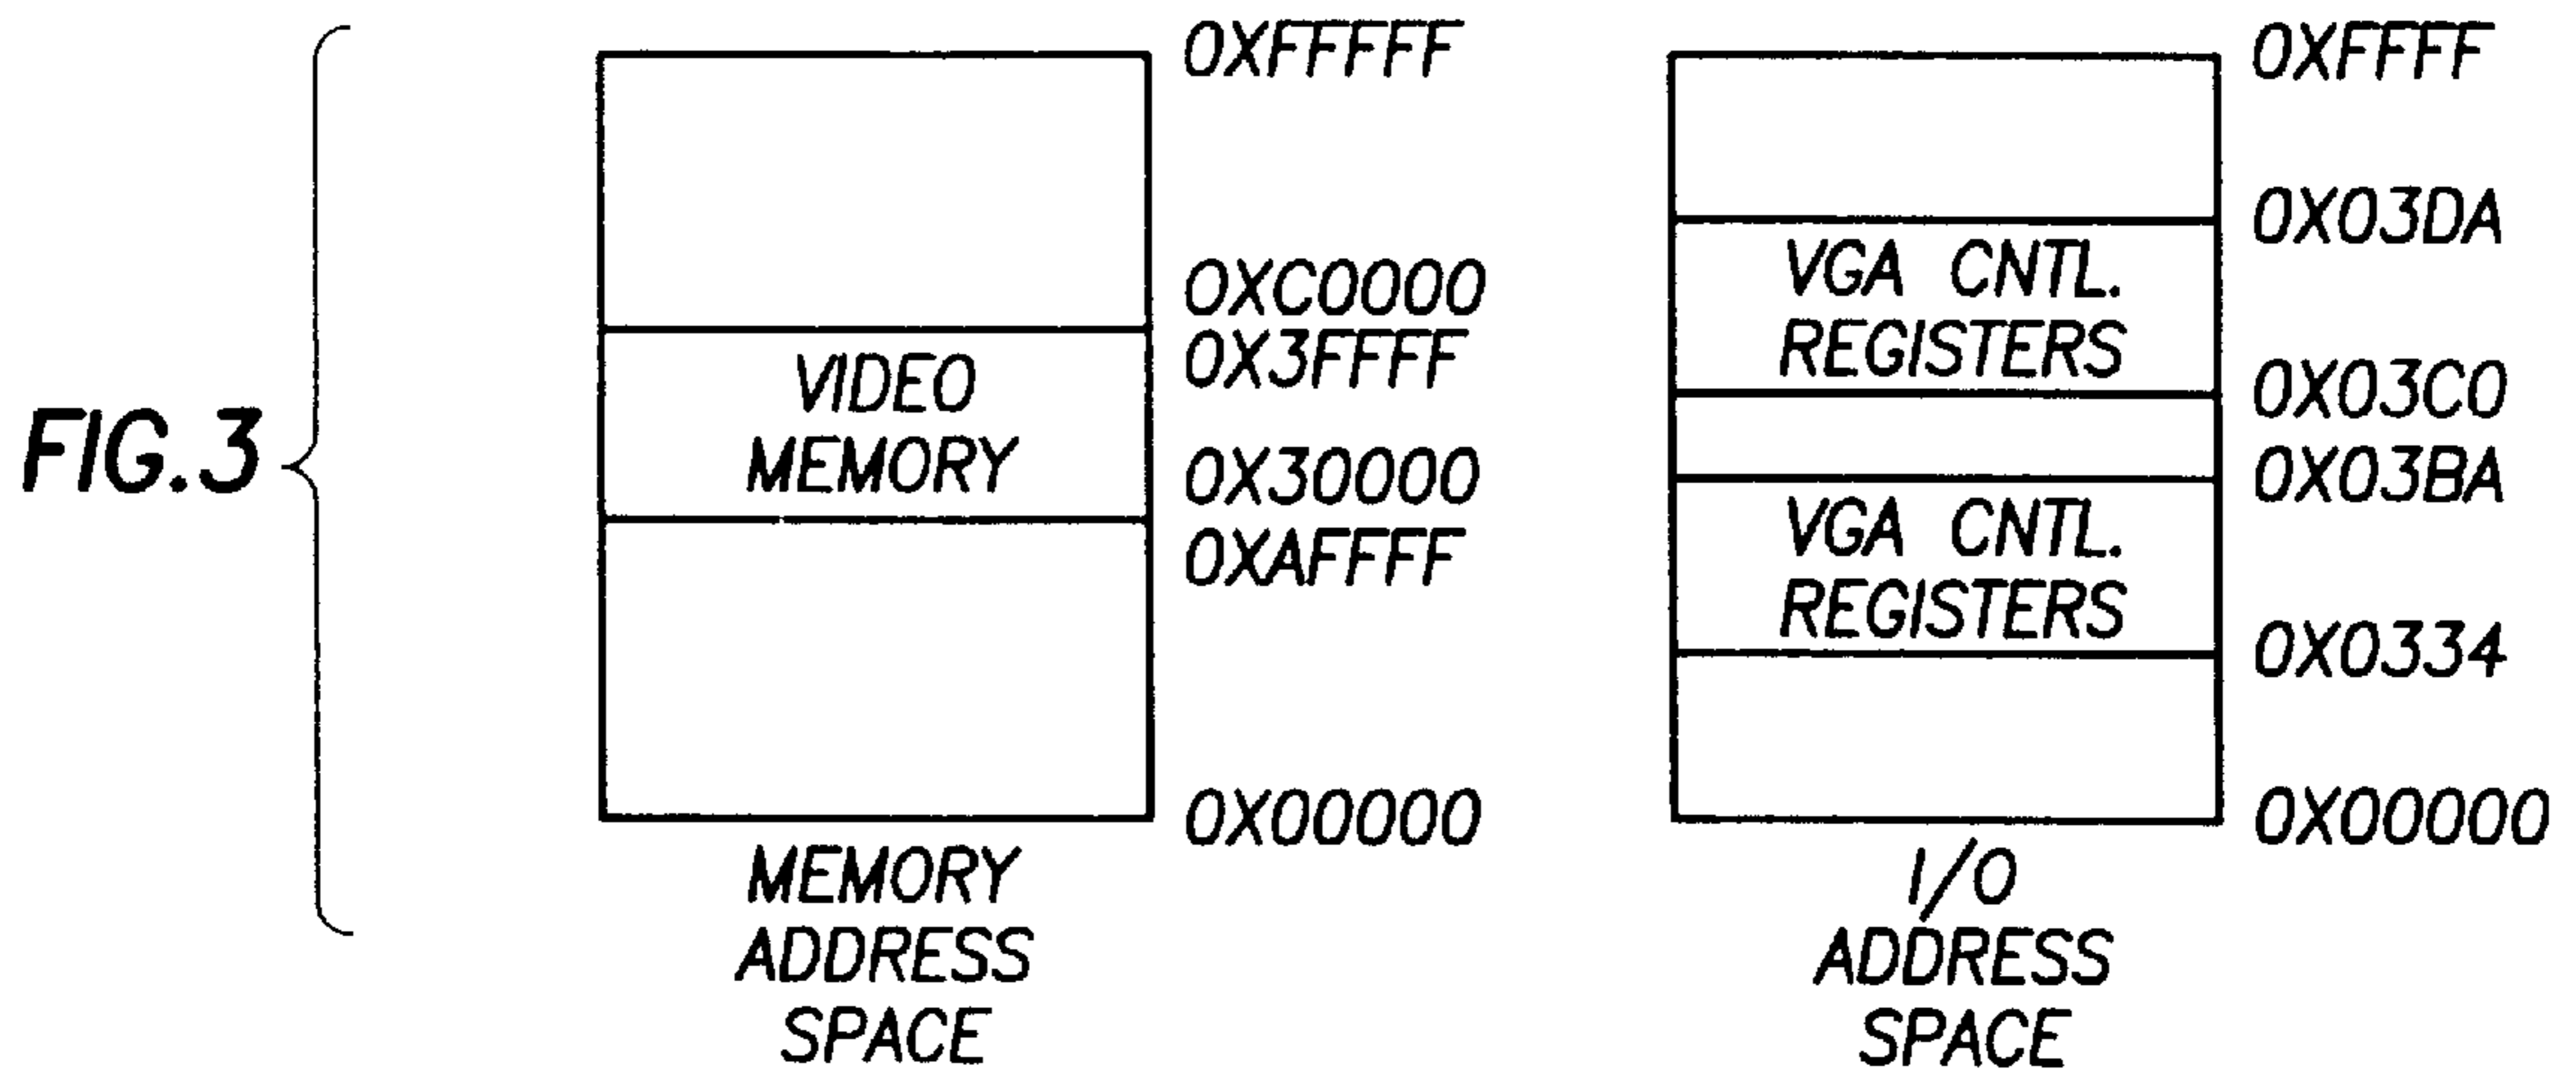 FIG.3
0XFFFFF
0XC0000
0X3FFFF
VIDEO
MEMORY
0X30000
0XAFFFF
0X00000
MEMORY
ADDRESS
SPACE
0XFFFF
0X03DA
VGA CNTL.
REGISTERS
0X03C0
0X03BA
VGA CNTL.
REGISTERS
0X0334
0X00000
I/O
ADDRESS
SPACE